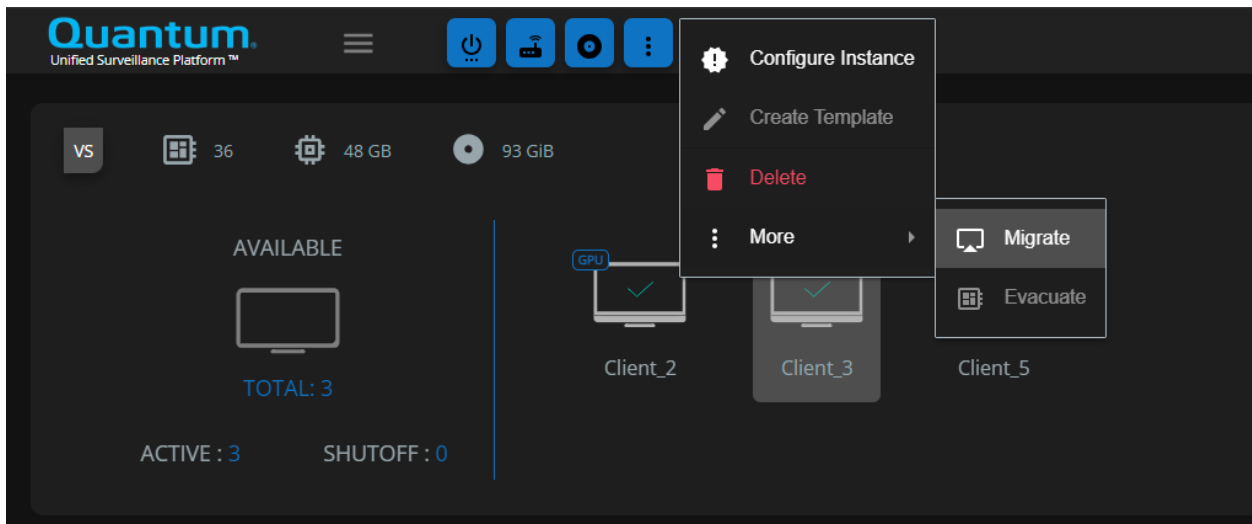 Quantum.
Unified Surveillance Platform™
Configure Instance
Create Template
Delete
More
Migrate
Evacuate
VS
36
48 GB
93 GiB
AVAILABLE
TOTAL: 3
ACTIVE : 3
SHUTOFF : 0
GPU
Client_2
Client_3
Client_5